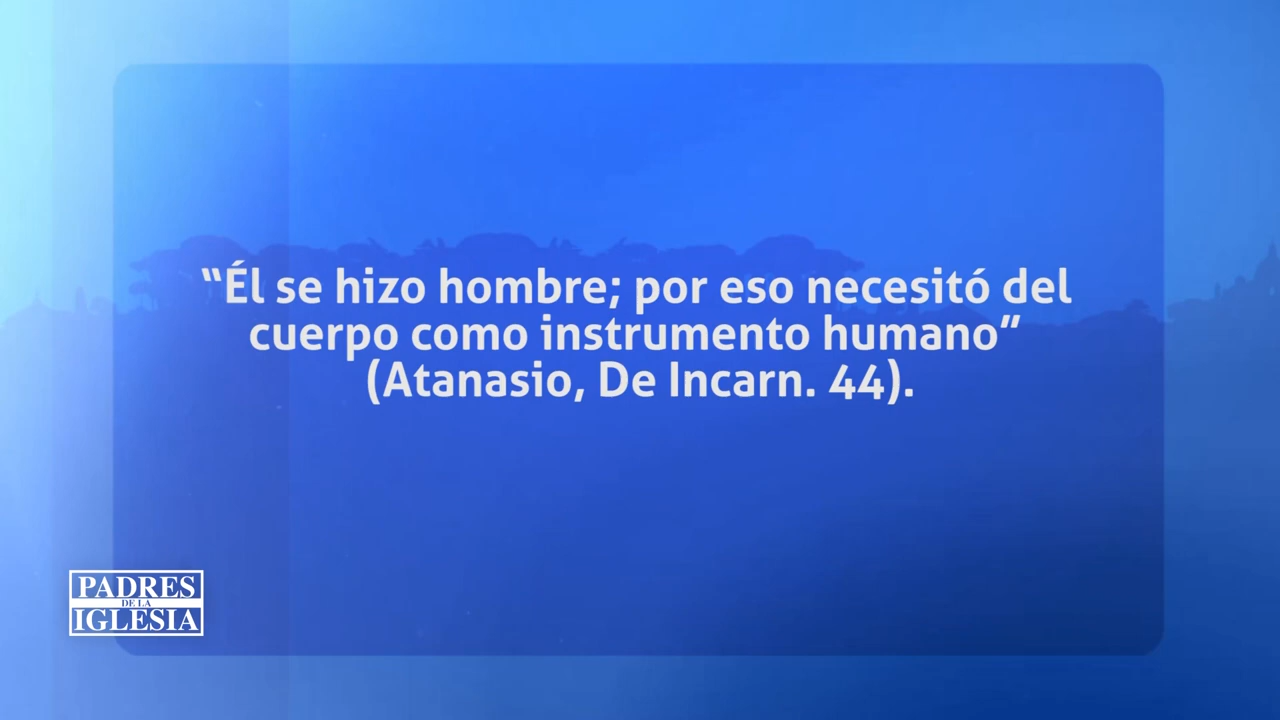 “Él se hizo hombre; por eso necesitó del
cuerpo como instrumento humano”
(Atanasio, De Incarn. 44).
PADRES
DE LA
IGLESIA